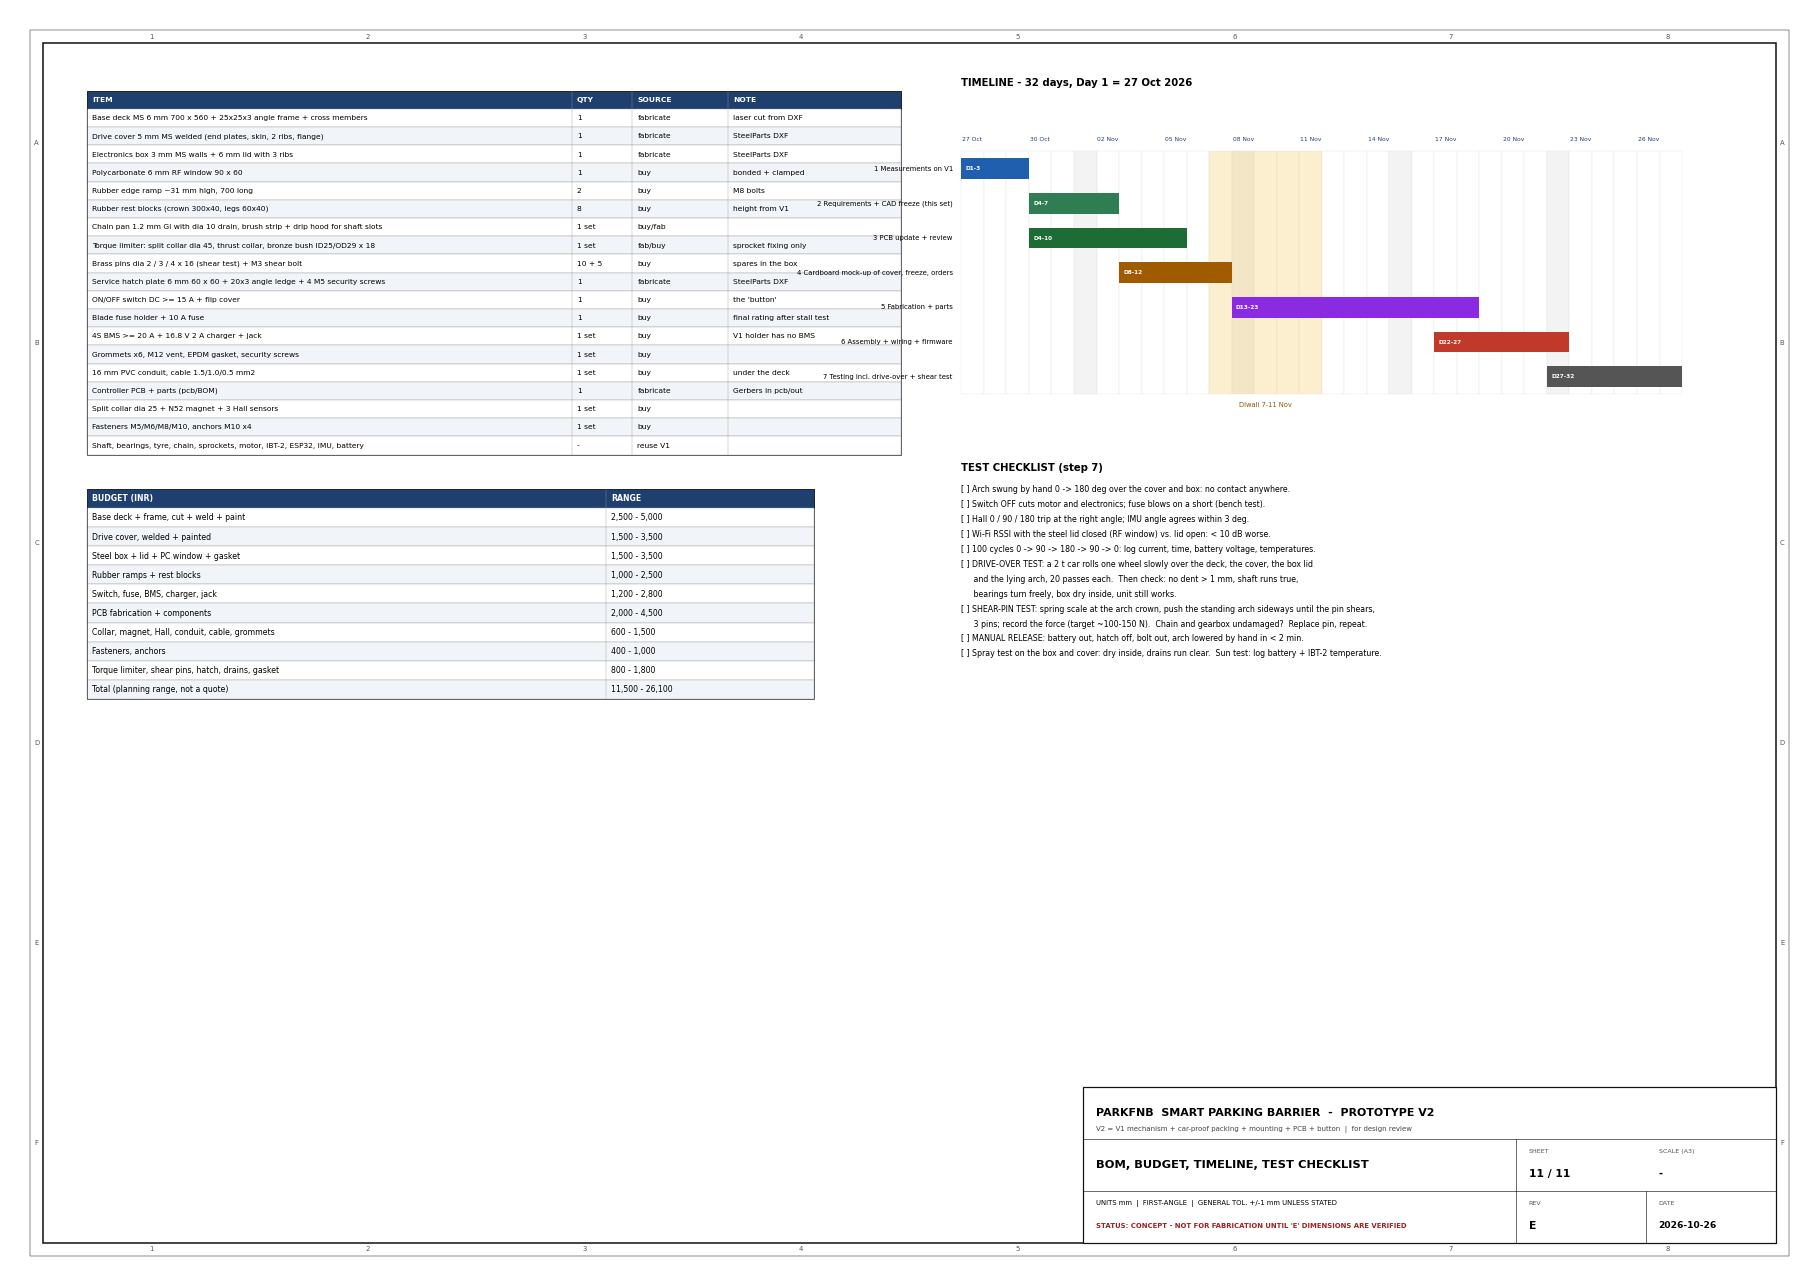 1 2 3 4 5 6 7 8
A
B
C
D
E
F
ITEM QTY SOURCE NOTE
Base deck MS 6 mm 700 x 560 + 25x25x3 angle frame + cross members 1 fabricate laser cut from DXF
Drive cover 5 mm MS welded (end plates, skin, 2 ribs, flange) 1 fabricate SteelParts DXF
Electronics box 3 mm MS walls + 6 mm lid with 3 ribs 1 fabricate SteelParts DXF
Polycarbonate 6 mm RF window 90 x 60 1 buy bonded + clamped
Rubber edge ramp ~31 mm high, 700 long 2 buy M8 bolts
Rubber rest blocks (crown 300x40, legs 60x40) 8 buy height from V1
Chain pan 1.2 mm GI with dia 10 drain, brush strip + drip hood for shaft slots 1 set buy/fab
Torque limiter: split collar dia 45, thrust collar, bronze bush ID25/OD29 x 18 1 set fab/buy sprocket fixing only
Brass pins dia 2 / 3 / 4 x 16 (shear test) + M3 shear bolt 10 + 5 buy spares in the box
Service hatch plate 6 mm 60 x 60 + 20x3 angle ledge + 4 M5 security screws 1 fabricate SteelParts DXF
ON/OFF switch DC >= 15 A + flip cover 1 buy the 'button'
Blade fuse holder + 10 A fuse 1 buy final rating after stall test
4S BMS >= 20 A + 16.8 V 2 A charger + jack 1 set buy V1 holder has no BMS
Grommets x6, M12 vent, EPDM gasket, security screws 1 set buy
16 mm PVC conduit, cable 1.5/1.0/0.5 mm2 1 set buy under the deck
Controller PCB + parts (pcb/BOM) 1 fabricate Gerbers in pcb/out
Split collar dia 25 + N52 magnet + 3 Hall sensors 1 set buy
Fasteners M5/M6/M8/M10, anchors M10 x4 1 set buy
Shaft, bearings, tyre, chain, sprockets, motor, IBT-2, ESP32, IMU, battery - reuse V1
BUDGET (INR) RANGE
Base deck + frame, cut + weld + paint 2,500 - 5,000
Drive cover, welded + painted 1,500 - 3,500
Steel box + lid + PC window + gasket 1,500 - 3,500
Rubber ramps + rest blocks 1,000 - 2,500
Switch, fuse, BMS, charger, jack 1,200 - 2,800
PCB fabrication + components 2,000 - 4,500
Collar, magnet, Hall, conduit, cable, grommets 600 - 1,500
Fasteners, anchors 400 - 1,000
Torque limiter, shear pins, hatch, drains, gasket 800 - 1,800
Total (planning range, not a quote) 11,500 - 26,100
TIMELINE - 32 days, Day 1 = 27 Oct 2026
27 Oct 30 Oct 02 Nov 05 Nov 08 Nov 11 Nov 14 Nov 17 Nov 20 Nov 23 Nov 26 Nov
1 Measurements on V1 D1-3
2 Requirements + CAD freeze (this set) D4-7
3 PCB update + review D4-10
4 Cardboard mock-up of cover, freeze, orders D8-12
5 Fabrication + parts D13-23
6 Assembly + wiring + firmware D22-27
7 Testing incl. drive-over + shear test D27-32
Diwali 7-11 Nov
TEST CHECKLIST (step 7)
[ ] Arch swung by hand 0 -> 180 deg over the cover and box: no contact anywhere.
[ ] Switch OFF cuts motor and electronics; fuse blows on a short (bench test).
[ ] Hall 0 / 90 / 180 trip at the right angle; IMU angle agrees within 3 deg.
[ ] Wi-Fi RSSI with the steel lid closed (RF window) vs. lid open: < 10 dB worse.
[ ] 100 cycles 0 -> 90 -> 180 -> 90 -> 0: log current, time, battery voltage, temperatures.
[ ] DRIVE-OVER TEST: a 2 t car rolls one wheel slowly over the deck, the cover, the box lid
and the lying arch, 20 passes each. Then check: no dent > 1 mm, shaft runs true,
bearings turn freely, box dry inside, unit still works.
[ ] SHEAR-PIN TEST: spring scale at the arch crown, push the standing arch sideways until the pin shears,
3 pins; record the force (target ~100-150 N). Chain and gearbox undamaged? Replace pin, repeat.
[ ] MANUAL RELEASE: battery out, hatch off, bolt out, arch lowered by hand in < 2 min.
[ ] Spray test on the box and cover: dry inside, drains run clear. Sun test: log battery + IBT-2 temperature.
PARKFNB SMART PARKING BARRIER - PROTOTYPE V2
V2 = V1 mechanism + car-proof packing + mounting + PCB + button | for design review
BOM, BUDGET, TIMELINE, TEST CHECKLIST
SHEET SCALE (A3)
11 / 11 -
UNITS mm | FIRST-ANGLE | GENERAL TOL. +/-1 mm UNLESS STATED
STATUS: CONCEPT - NOT FOR FABRICATION UNTIL 'E' DIMENSIONS ARE VERIFIED
REV DATE
E 2026-10-26
A
B
C
D
E
F
1 2 3 4 5 6 7 8